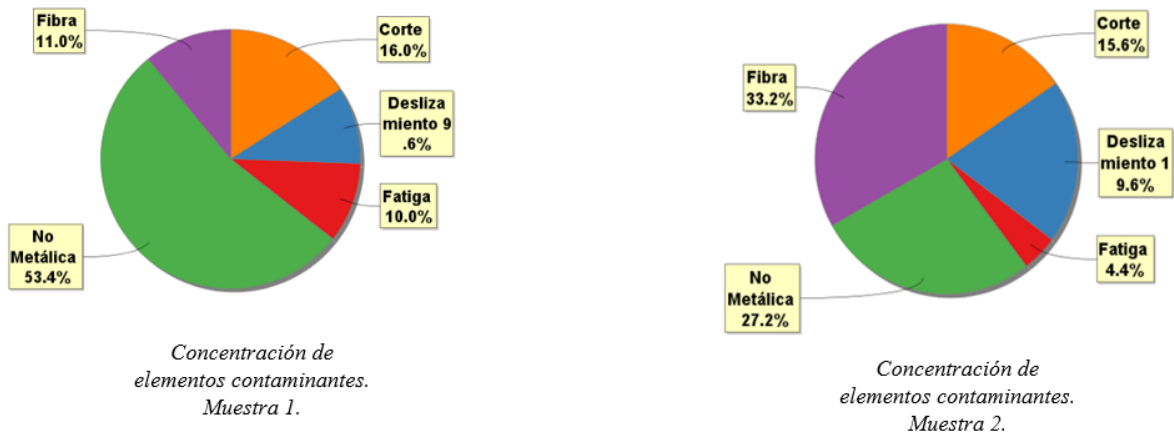 Fibra
11.0%
Corte
16.0%
Desliza
miento 9
.6%
Fatiga
10.0%
No
Metálica
53.4%
Concentración de
elementos contaminantes.
Muestra 1.
Corte
15.6%
Fibra
33.2%
Desliza
miento 1
9.6%
Fatiga
4.4%
No
Metálica
27.2%
Concentración de
elementos contaminantes.
Muestra 2.